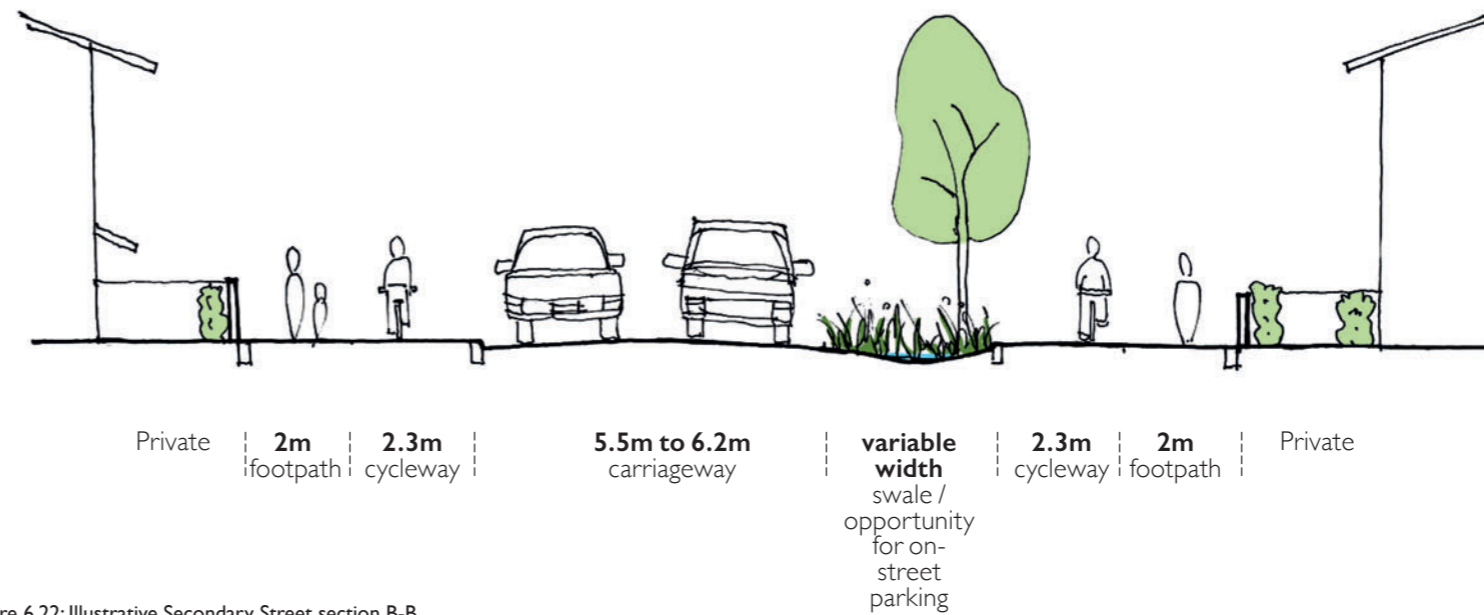 Private
2m
footpath
2.3m
cycleway
5.5m to 6.2m
carriageway
variable
width
swale /
opportunity
for on-
street
parking
2.3m
cycleway
2m
footpath
Private
re 6.22: Illustrative Secondary Street section B-B